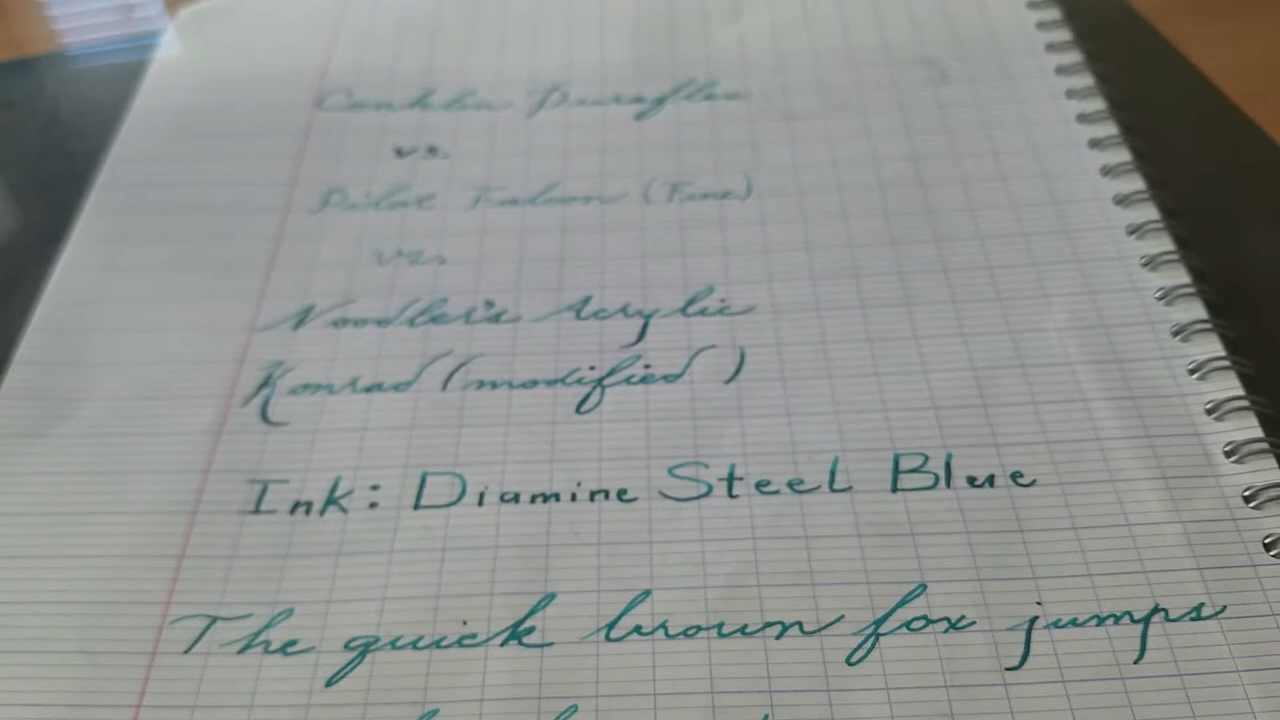 Conklin Duraflex
vs.
Pilot Falcon (Fine)
vs.
Noodler's Acrylic
Konrad (modified)
Ink: Diamine Steel Blue
The quick brown fox jumps